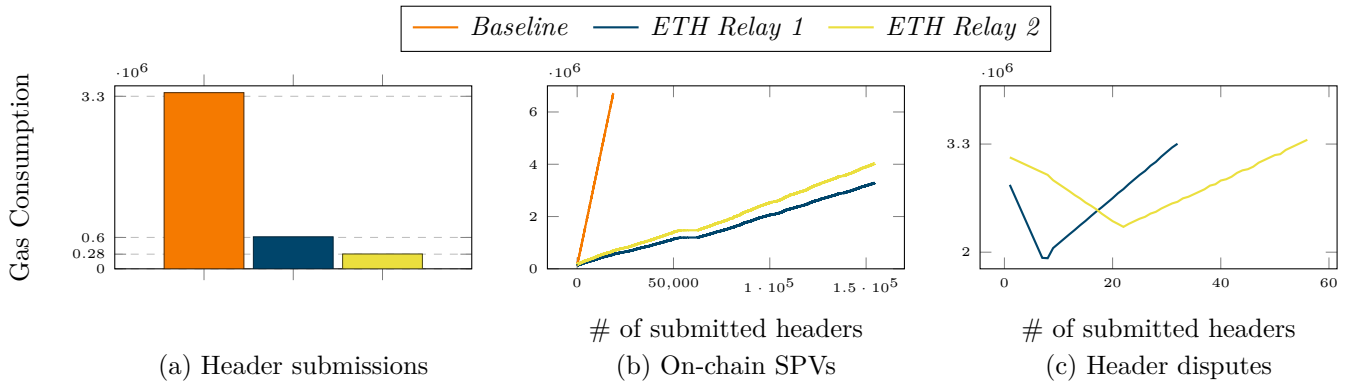 Baseline ETH Relay 1 ETH Relay 2
Gas Consumption
·10⁶
3.3
0.6
0.28
0
(a) Header submissions
·10⁶
6
4
2
0
0 50,000 1 · 10⁵ 1.5 · 10⁵
# of submitted headers
(b) On-chain SPVs
·10⁶
3.3
2
0 20 40 60
# of submitted headers
(c) Header disputes